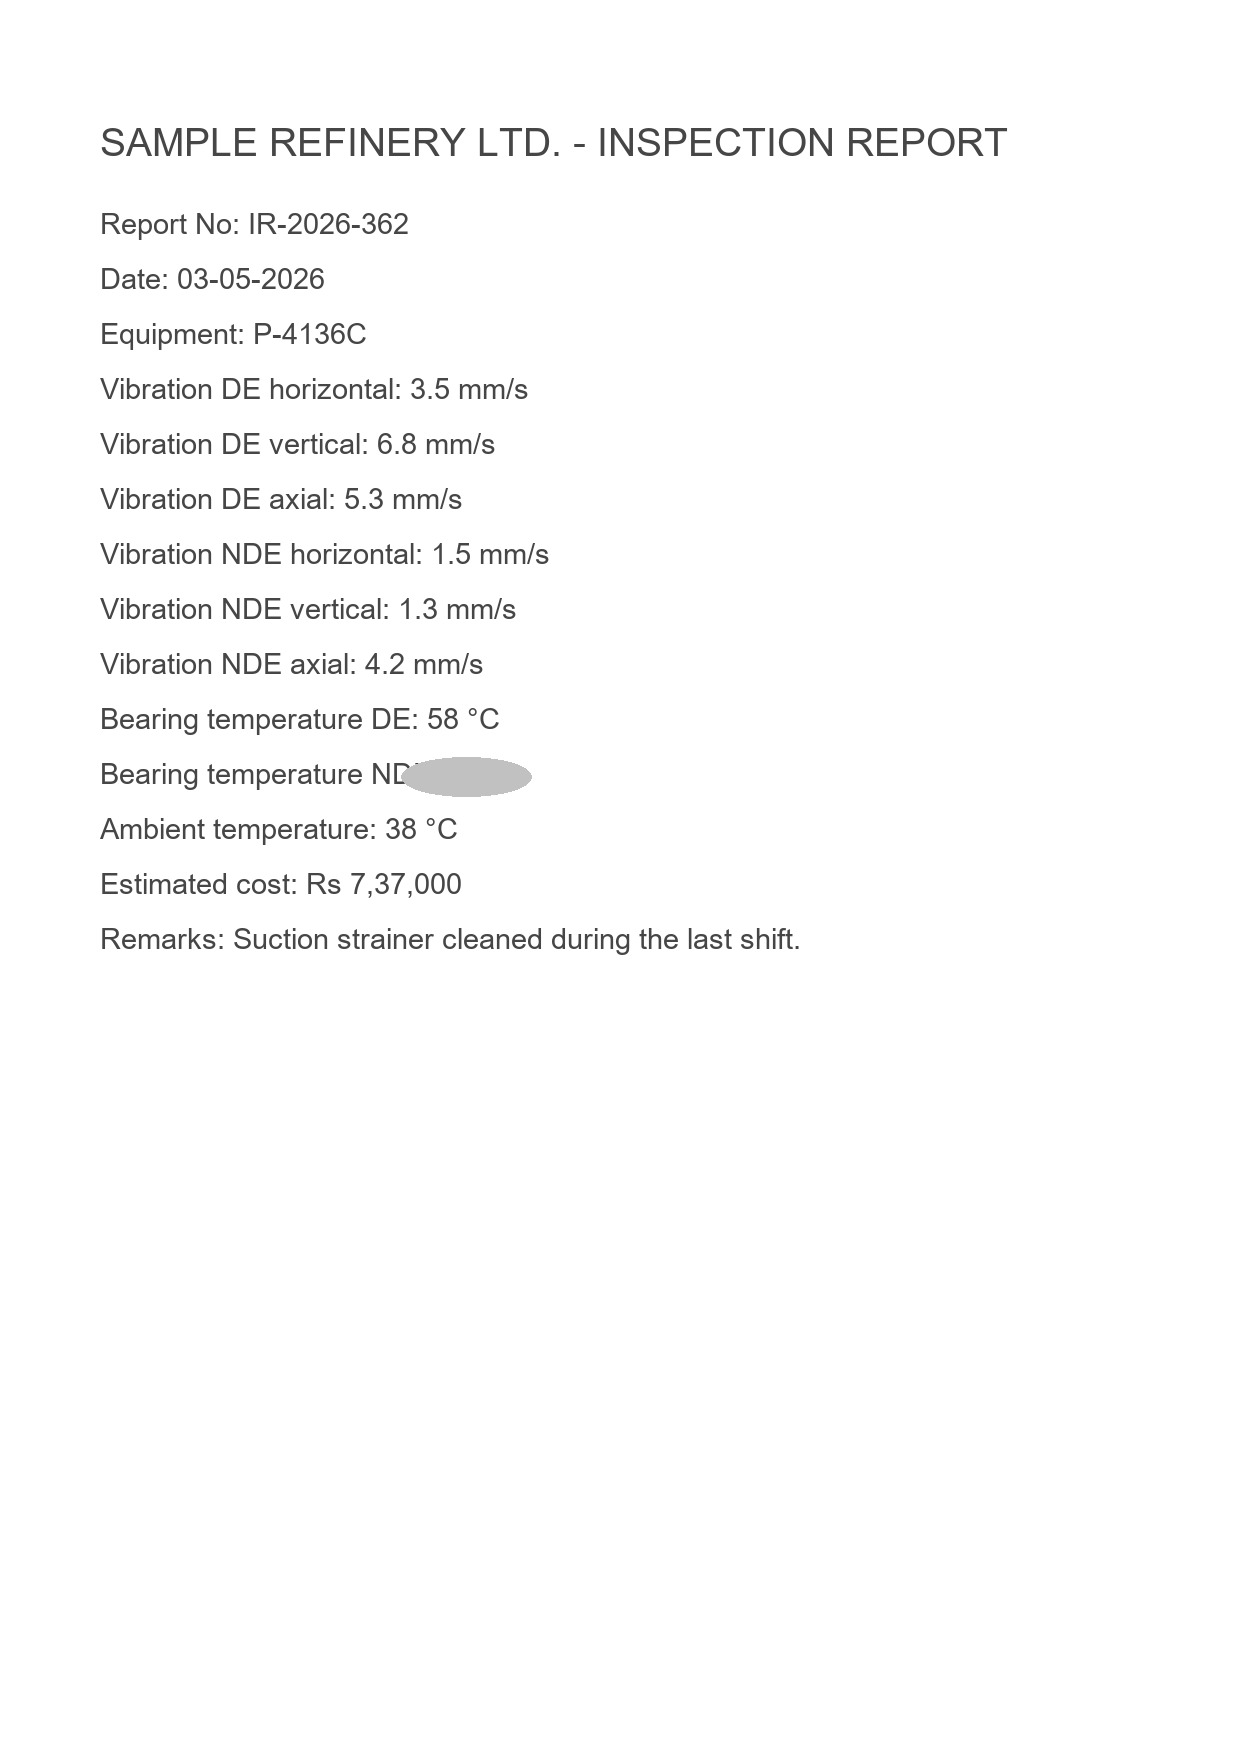 SAMPLE REFINERY LTD. - INSPECTION REPORT
Report No: IR-2026-362
Date: 03-05-2026
Equipment: P-4136C
Vibration DE horizontal: 3.5 mm/s
Vibration DE vertical: 6.8 mm/s
Vibration DE axial: 5.3 mm/s
Vibration NDE horizontal: 1.5 mm/s
Vibration NDE vertical: 1.3 mm/s
Vibration NDE axial: 4.2 mm/s
Bearing temperature DE: 58 °C
Bearing temperature
Ambient temperature: 38 °C
Estimated cost: Rs 7,37,000
Remarks: Suction strainer cleaned during the last shift.